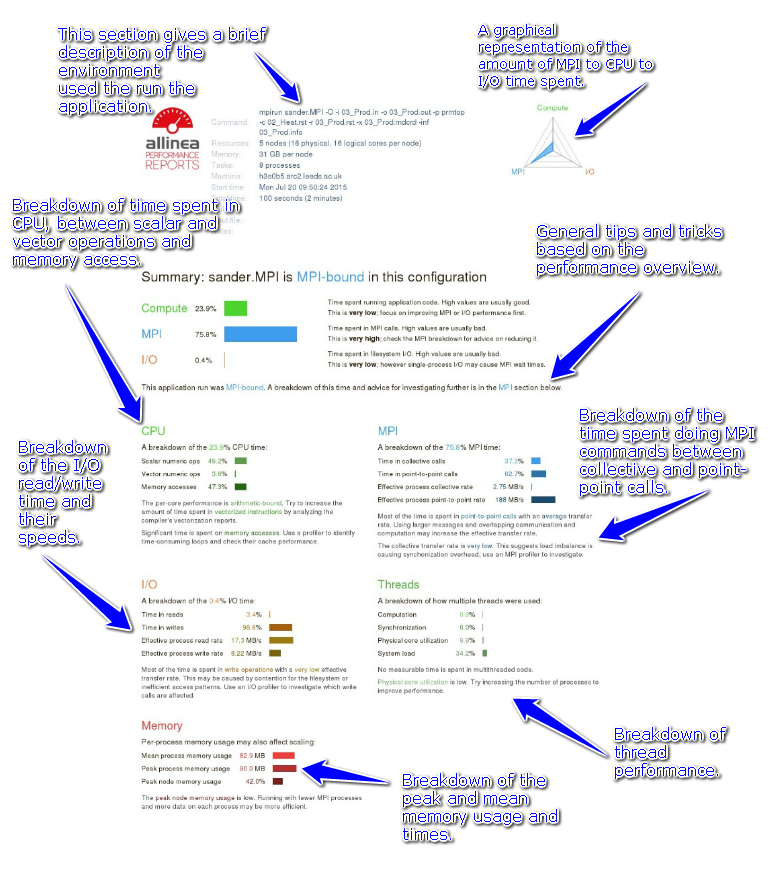 This section gives a brief
description of the
environment
used the run the
application.
A graphical
representation of the
amount of MPI to CPU to
I/O time spent.
allinea
PERFORMANCE
REPORTS
Command:
mpirun sander.MPI -O -i 03_Prod.in -o 03_Prod.out -p prmtop
-c 02_Heat.rst -r 03_Prod.rst -x 03_Prod.mdcrd -inf
03_Prod.info
Resources: 5 nodes (16 physical, 16 logical cores per node)
Memory: 31 GB per node
Tasks: 8 processes
Machine: h3s0b5.arc2.leeds.ac.uk
Start time: Mon Jul 20 09:50:24 2015
100 seconds (2 minutes)
Compute
MPI
I/O
Breakdown of time spent in
CPU, between scalar and
vector operations and
memory access.
General tips and tricks
based on the
performance overview.
Summary: sander.MPI is MPI-bound in this configuration
Compute 23.9%
Time spent running application code. High values are usually good.
This is very low; focus on improving MPI or I/O performance first.
MPI 75.8%
Time spent in MPI calls. High values are usually bad.
This is very high; check the MPI breakdown for advice on reducing it.
I/O 0.4%
Time spent in filesystem I/O. High values are usually bad.
This is very low; however single-process I/O may cause MPI wait times.
This application run was MPI-bound. A breakdown of this time and advice for investigating further is in the MPI section below.
Breakdown
of the I/O
read/write
time and
their
speeds.
CPU
A breakdown of the 23.9% CPU time:
Scalar numeric ops 49.2%
Vector numeric ops 3.6%
Memory accesses 47.3%
The per-core performance is arithmetic-bound. Try to increase the
amount of time spent in vectorized instructions by analyzing the
compiler's vectorization reports.
Significant time is spent on memory accesses. Use a profiler to identify
time-consuming loops and check their cache performance.
MPI
A breakdown of the 75.8% MPI time:
Time in collective calls 37.3%
Time in point-to-point calls 62.7%
Effective process collective rate 2.75 MB/s
Effective process point-to-point rate 188 MB/s
Most of the time is spent in point-to-point calls with an average transfer
rate. Using larger messages and overlapping communication and
computation may increase the effective transfer rate.
The collective transfer rate is very low. This suggests load imbalance is
causing synchronization overhead; use an MPI profiler to investigate.
Breakdown of the
time spent doing MPI
commands between
collective and point-
point calls.
I/O
A breakdown of the 0.4% I/O time:
Time in reads 3.4%
Time in writes 96.6%
Effective process read rate 17.3 MB/s
Effective process write rate 8.22 MB/s
Most of the time is spent in write operations with a very low effective
transfer rate. This may be caused by contention for the filesystem or
inefficient access patterns. Use an I/O profiler to investigate which write
calls are affected.
Threads
A breakdown of how multiple threads were used:
Computation 0.0%
Synchronization 0.0%
Physical core utilization 9.9%
System load 34.2%
No measurable time is spent in multithreaded code.
Physical core utilization is low. Try increasing the number of processes to
improve performance.
Breakdown of
thread
performance.
Memory
Per-process memory usage may also affect scaling:
Mean process memory usage 82.9 MB
Peak process memory usage 90.0 MB
Peak node memory usage 42.0%
The peak node memory usage is low. Running with fewer MPI processes
and more data on each process may be more efficient.
Breakdown of the
peak and mean
memory usage and
times.